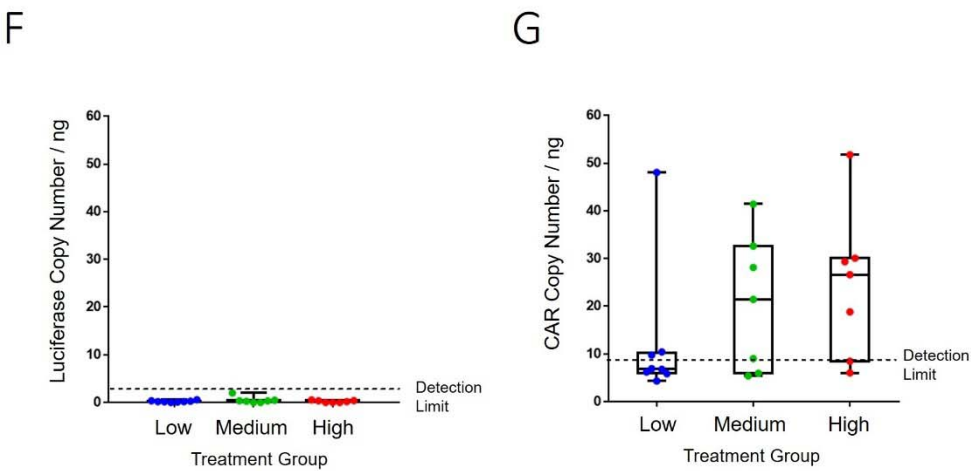 F
Luciferase Copy Number / ng
60
50
40
30
20
10
0
Detection
Limit
Low Medium High
Treatment Group
G
CAR Copy Number / ng
60
50
40
30
20
10
0
Detection
Limit
Low Medium High
Treatment Group